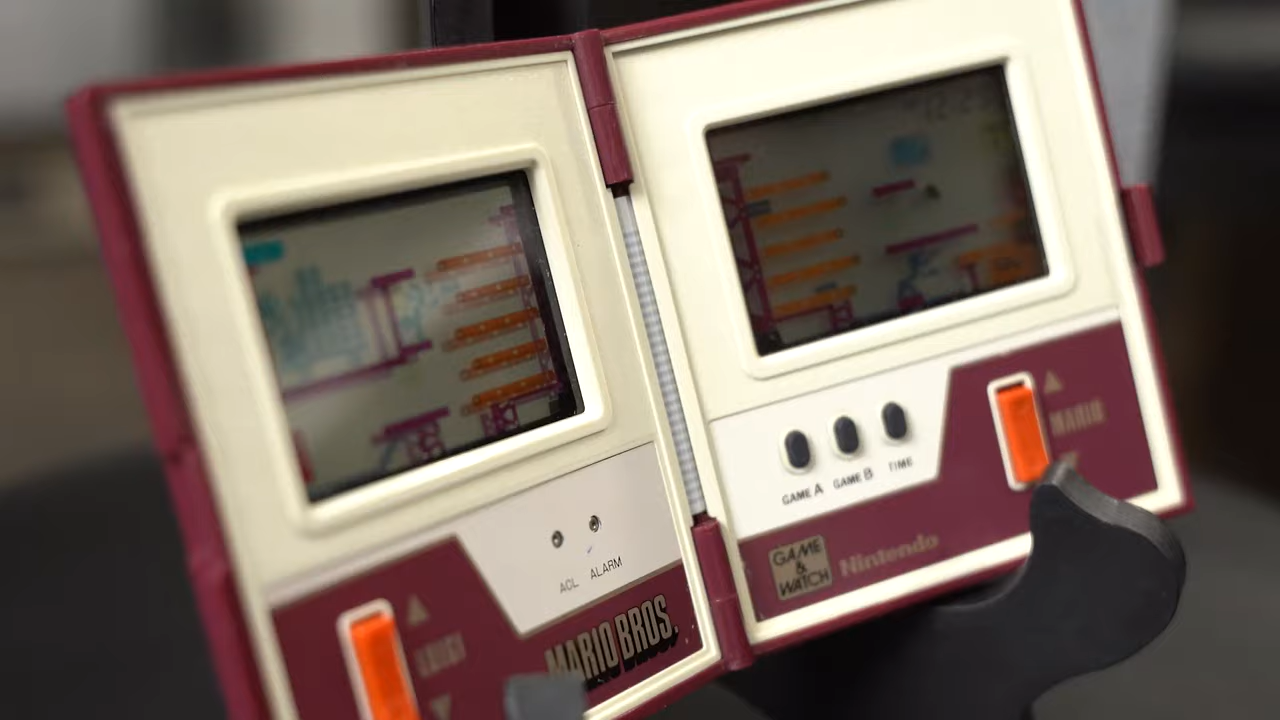 ACL
ALARM
LUIGI
MARIO BROS.
GAME A
GAME B
TIME
MARIO
GAME
&
WATCH
Nintendo